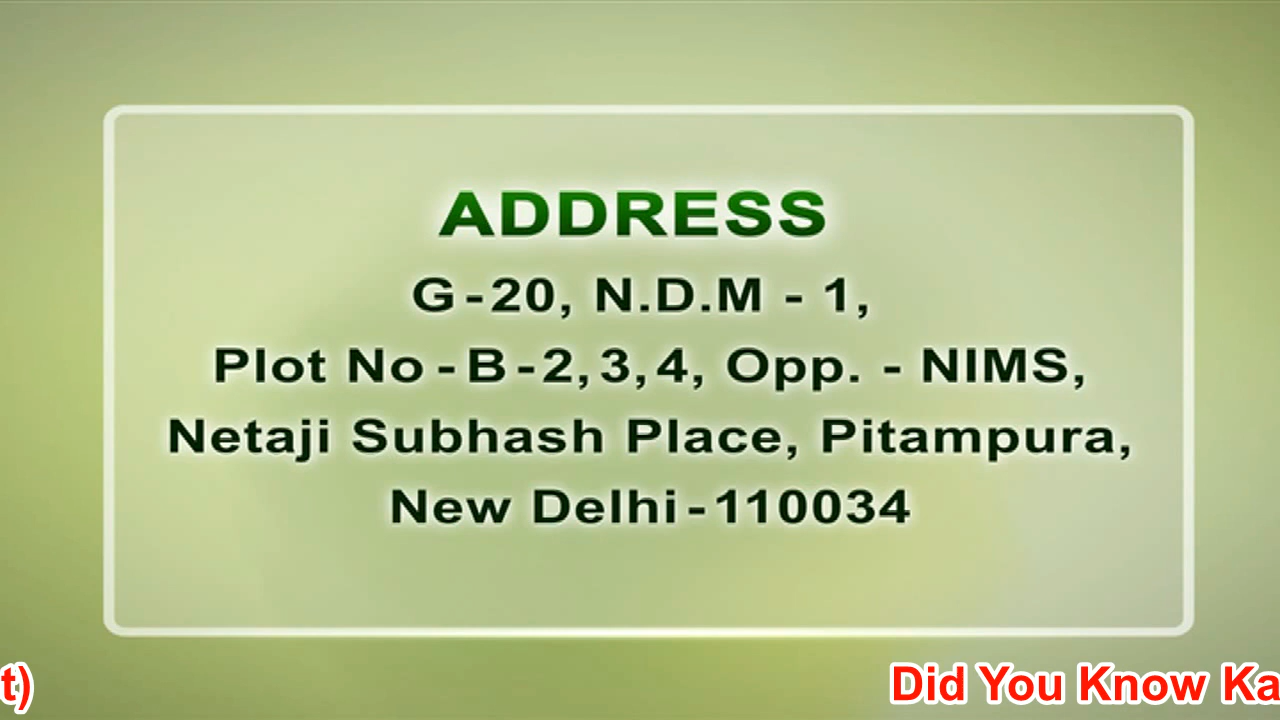 ADDRESS
G-20, N.D.M - 1,
Plot No-B-2,3,4, Opp. - NIMS,
Netaji Subhash Place, Pitampura,
New Delhi-110034
t) Did You Know Ka